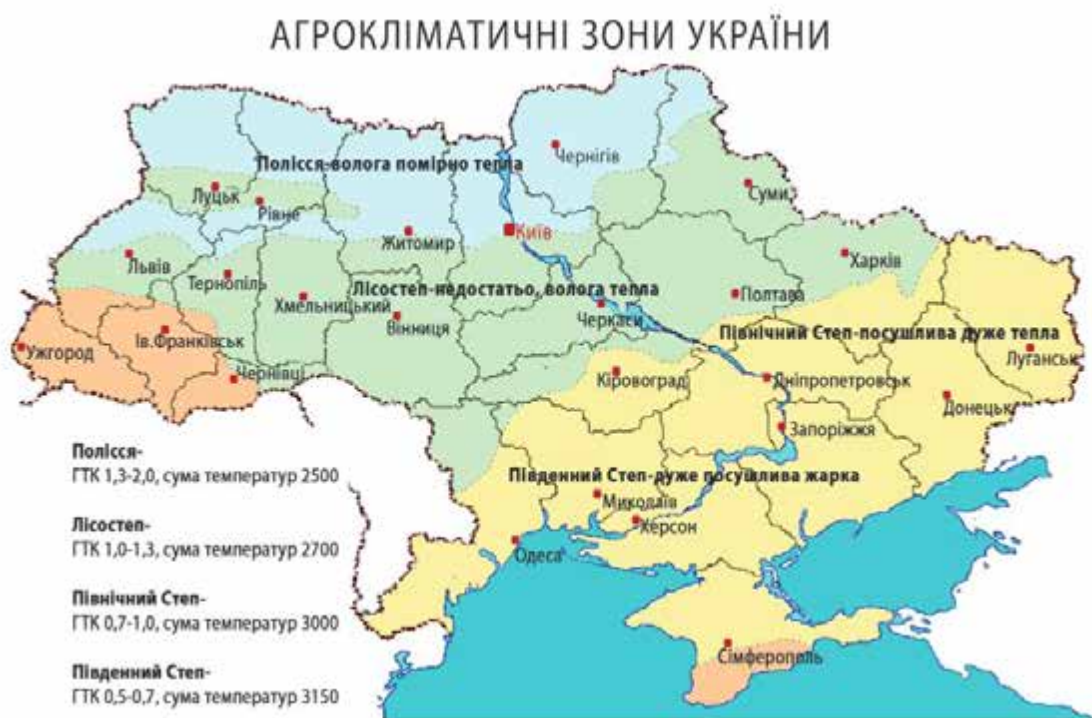 АГРОКЛІМАТИЧНІ ЗОНИ УКРАЇНИ
Чернігів
Полісся-волога помірно тепла
Луцьк
Суми
Рівне
Київ
Житомир
Львів
Харків
Тернопіль
Лісостеп-недостатьо, волога тепла
Хмельницький
Полтава
Черкаси
Вінниця
Північний Степ-посушлива дуже тепла
Ів.Франківськ
Ужгород
Луганськ
Чернівці
Кіровоград
Дніпропетровськ
Донецьк
Запоріжжя
Південний Степ-дуже посушлива жарка
Миколаїв
Херсон
Одеса
Сімферополь
Полісся-
ГТК 1,3-2,0, сума температур 2500
Лісостеп-
ГТК 1,0-1,3, сума температур 2700
Північний Степ-
ГТК 0,7-1,0, сума температур 3000
Південний Степ-
ГТК 0,5-0,7, сума температур 3150